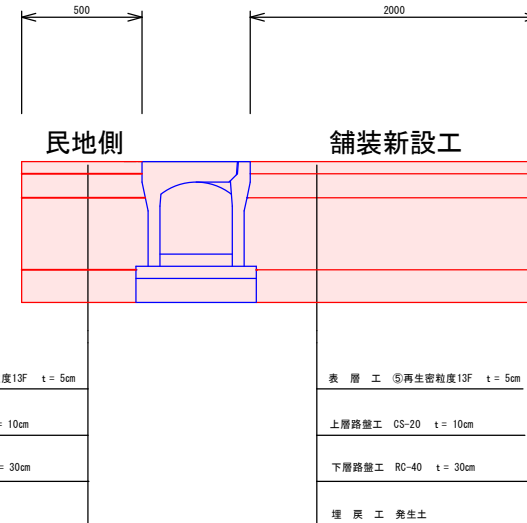 500
2000
民地側
舗装新設工
度13F t = 5cm
表 層 工 ⑤再生密粒度13F t = 5cm
= 10cm
上層路盤工 CS-20 t = 10cm
= 30cm
下層路盤工 RC-40 t = 30cm
埋 戻 工 発生土